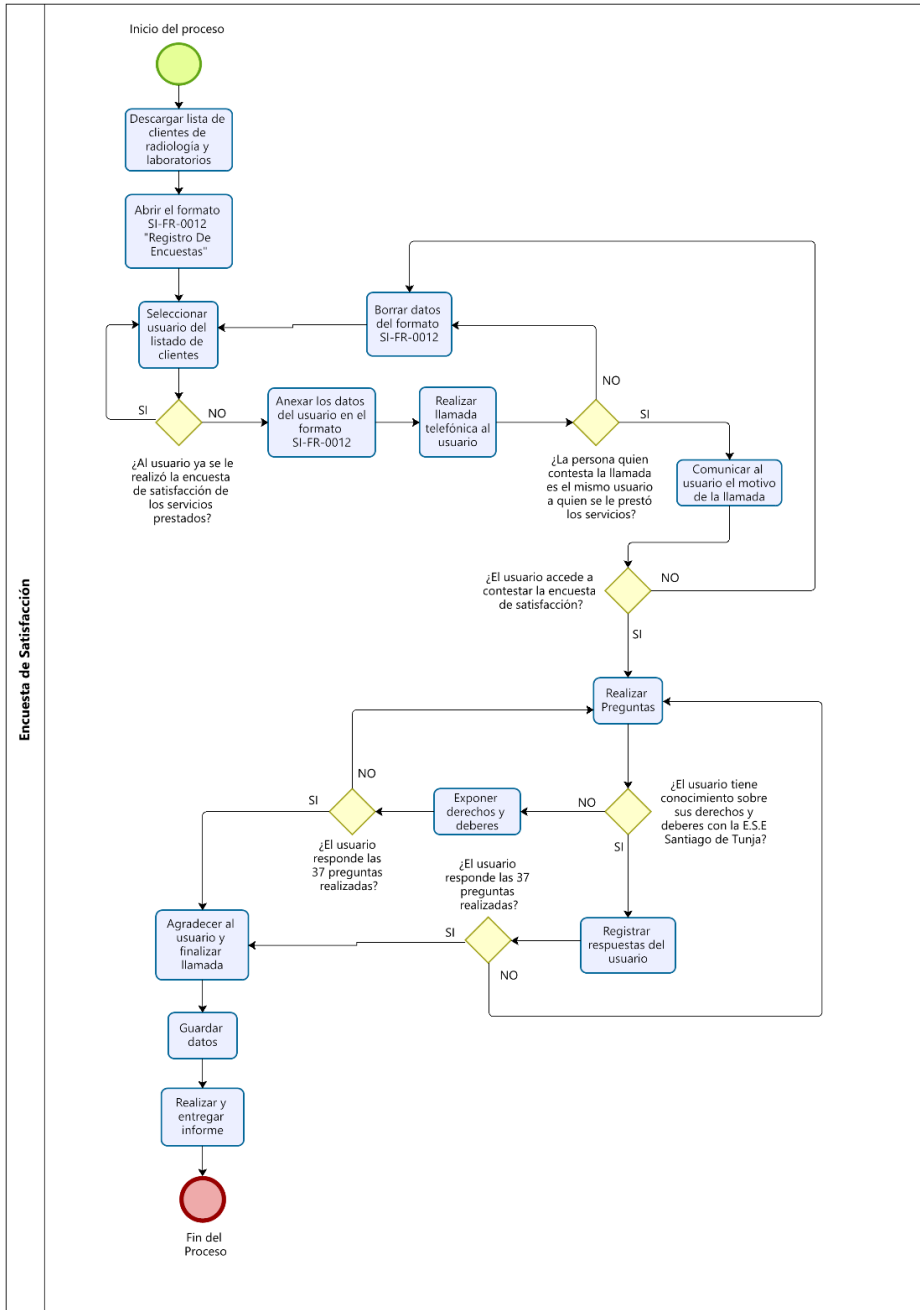 Encuesta de Satisfacción
Inicio del proceso
Descargar lista de
clientes de
radiología y
laboratorios
Abrir el formato
SI-FR-0012
"Registro De
Encuestas"
Seleccionar
usuario del
listado de
clientes
Borrar datos
del formato
SI-FR-0012
SI
NO
¿Al usuario ya se le
realizó la encuesta
de satisfacción de
los servicios
prestados?
Anexar los datos
del usuario en el
formato
SI-FR-0012
Realizar
llamada
telefónica al
usuario
NO
SI
¿La persona quien
contesta la llamada
es el mismo usuario
a quien se le prestó
los servicios?
Comunicar al
usuario el motivo
de la llamada
¿El usuario accede a
contestar la encuesta
de satisfacción?
NO
SI
Realizar
Preguntas
¿El usuario tiene
conocimiento sobre
sus derechos y
deberes con la E.S.E
Santiago de Tunja?
NO
SI
Exponer
derechos y
deberes
NO
SI
¿El usuario
responde las
37 preguntas
realizadas?
¿El usuario
responde las 37
preguntas
realizadas?
Registrar
respuestas del
usuario
SI
NO
Agradecer al
usuario y
finalizar
llamada
Guardar
datos
Realizar y
entregar
informe
Fin del
Proceso